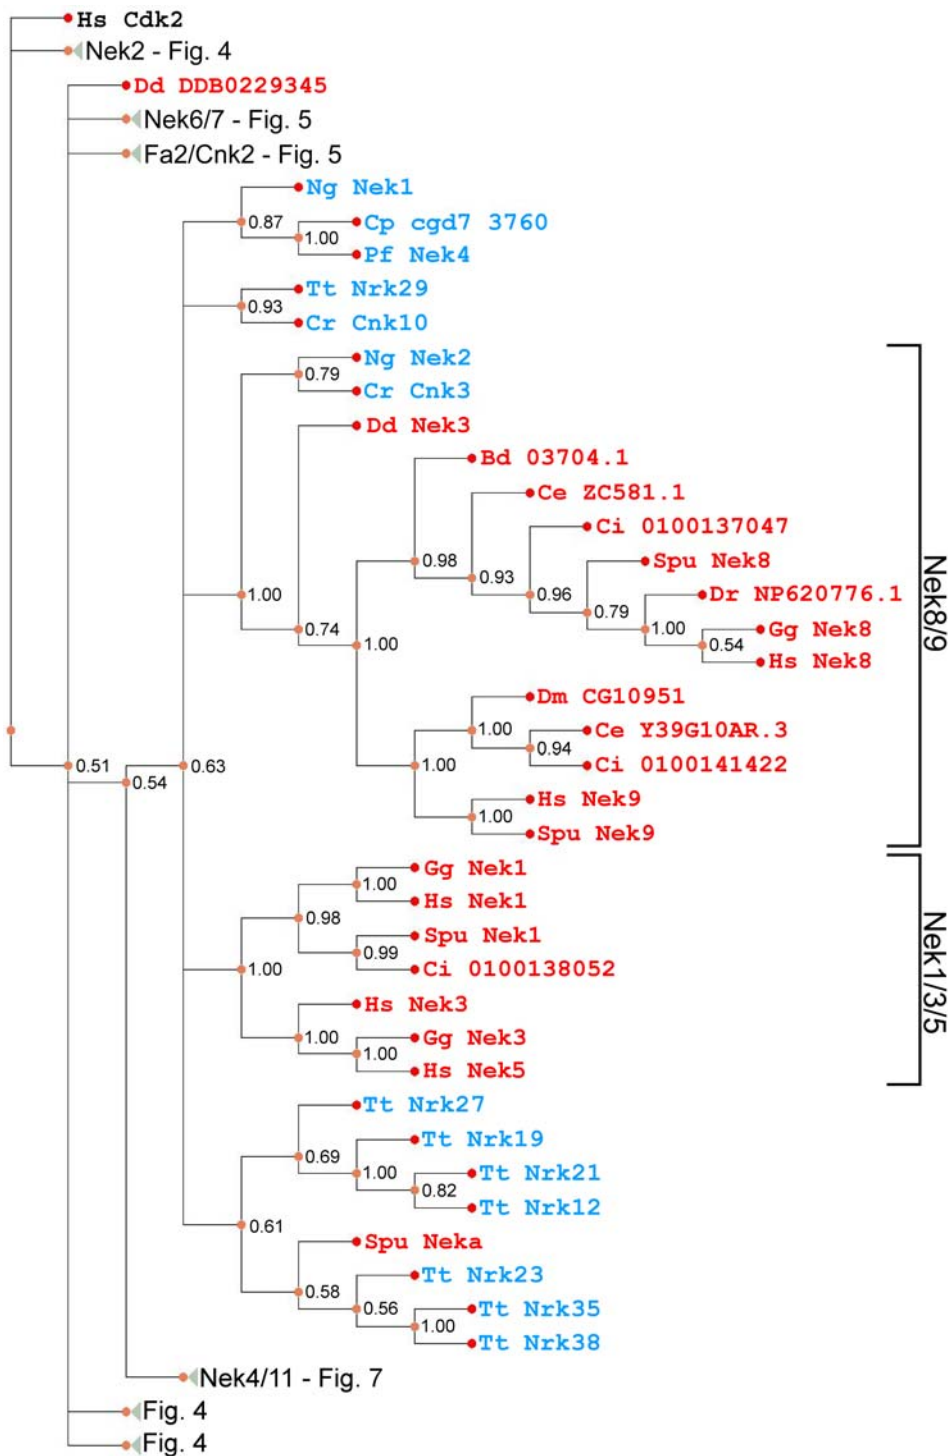 Hs Cdk2
Nek2 - Fig. 4
Dd DDB0229345
Nek6/7 - Fig. 5
Fa2/Cnk2 - Fig. 5
Ng Nek1
0.87
Cp cgd7 3760
1.00
Pf Nek4
Tt Nrk29
0.93
Cr Cnk10
Ng Nek2
0.79
Cr Cnk3
Dd Nek3
Bd 03704.1
Ce ZC581.1
Ci 0100137047
0.98
Spu Nek8
0.93
1.00
0.96
Dr NP620776.1
0.79
0.74
Gg Nek8
1.00
1.00
0.54
Hs Nek8
Nek8/9
Dm CG10951
1.00
Ce Y39G10AR.3
0.94
0.51
0.63
1.00
Ci 0100141422
0.54
Hs Nek9
1.00
Spu Nek9
Gg Nek1
1.00
Hs Nek1
0.98
Spu Nek1
0.99
1.00
Ci 0100138052
Nek1/3/5
Hs Nek3
1.00
Gg Nek3
1.00
Hs Nek5
Tt Nrk27
Tt Nrk19
0.69
1.00
Tt Nrk21
0.82
Tt Nrk12
0.61
Spu Neka
Tt Nrk23
0.58
0.56
Tt Nrk35
1.00
Tt Nrk38
Nek4/11 - Fig. 7
Fig. 4
Fig. 4